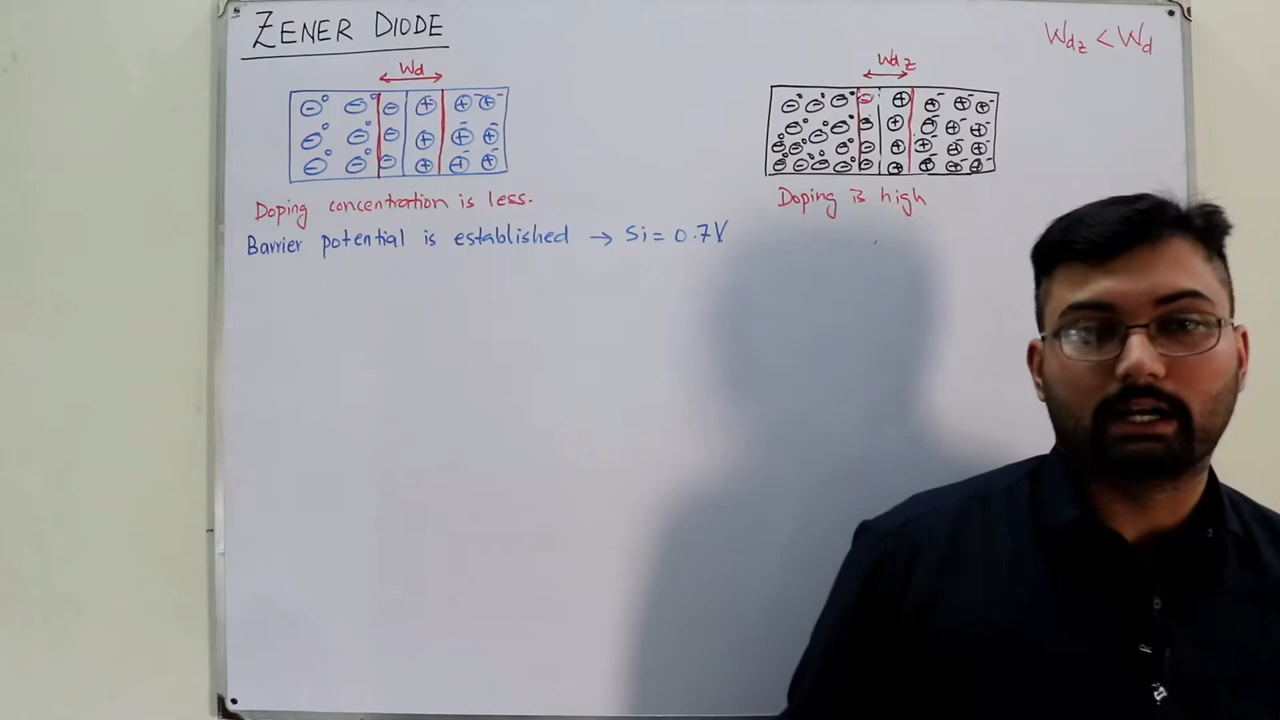 ZENER DIODE
Wdz < Wd
Wd
Wdz
Doping concentration is less.
Doping is high
Barrier potential is established → Si = 0.7V